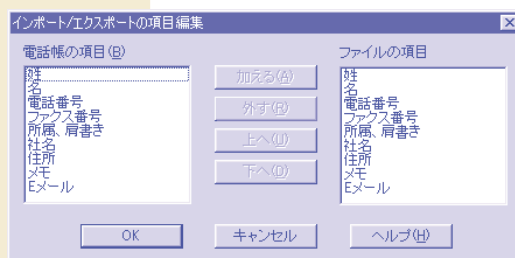 インポート/エクスポートの項目編集
電話帳の項目(B)
姓
名
電話番号
ファクス番号
所属、肩書き
社名
住所
メモ
Eメール
加える(A)
外す(R)
上へ(U)
下へ(D)
ファイルの項目
姓
名
電話番号
ファクス番号
所属、肩書き
社名
住所
メモ
Eメール
OK
キャンセル
ヘルプ(H)